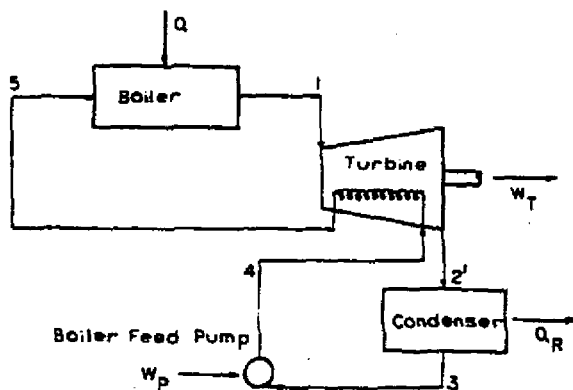 Q
5
Boiler
1
Turbine
W_T
4
2'
Boiler Feed Pump
Condenser
Q_R
W_P
3